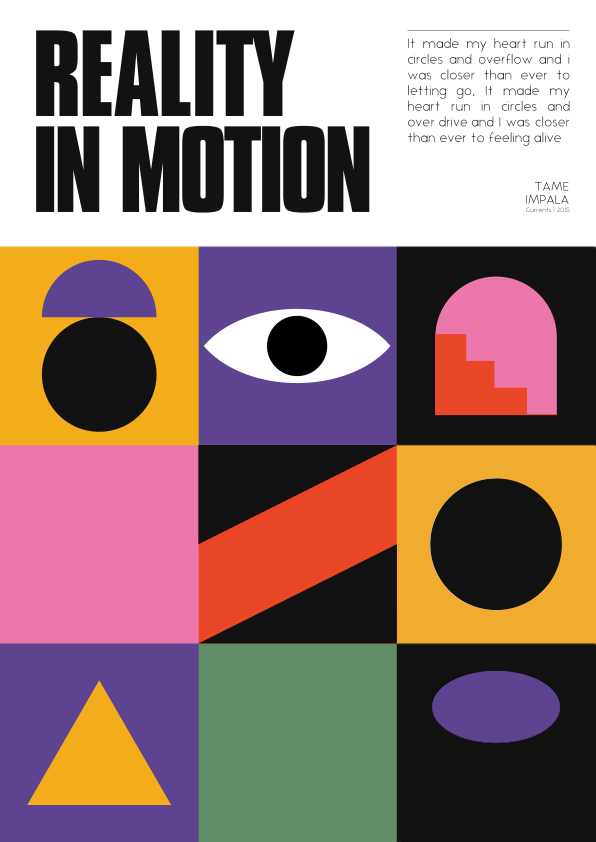 REALITY
IN MOTION
It made my heart run in
circles and overflow and i
was closer than ever to
letting go, It made my
heart run in circles and
over drive and I was closer
than ever to feeling alive
TAME
IMPALA
Currents | 2015